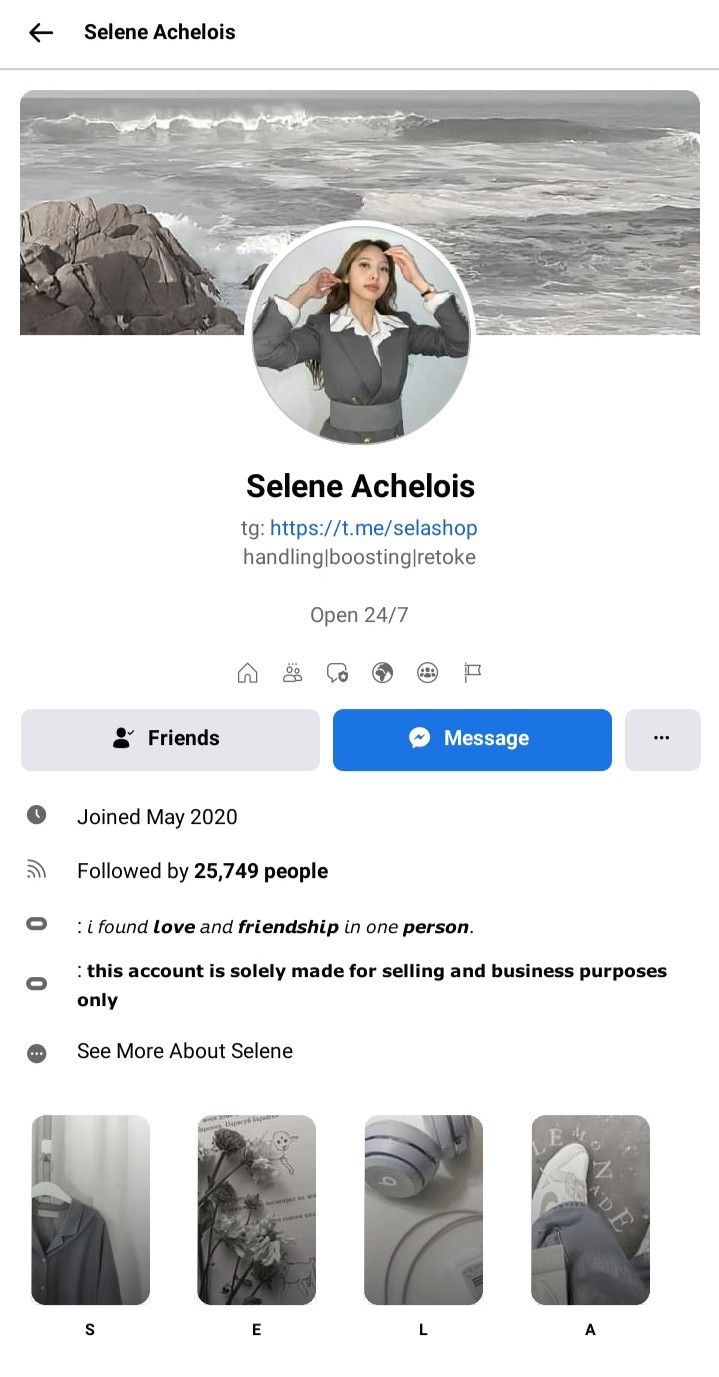 Selene Achelois
Selene Achelois
tg: https://t.me/selashop
handling|boosting|retoke
Open 24/7
Friends
Message
Joined May 2020
Followed by 25,749 people
: i found love and friendship in one person.
: this account is solely made for selling and business purposes
only
See More About Selene
LEMON
ADE
S
E
L
A